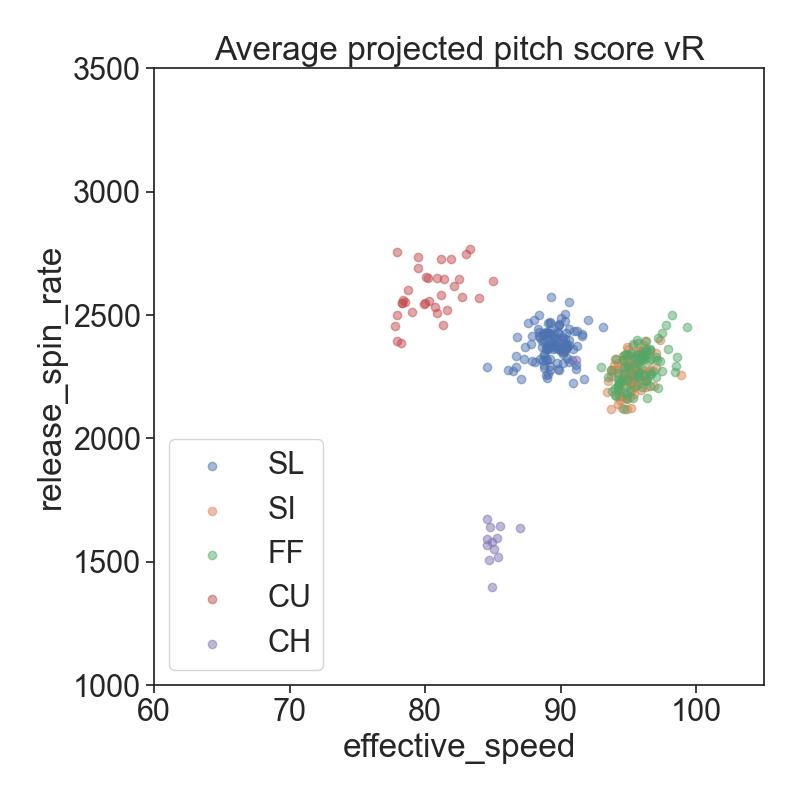 Average projected pitch score vR
3500
3000
2500
2000
1500
1000
release_spin_rate
SL
SI
FF
CU
CH
60 70 80 90 100
effective_speed